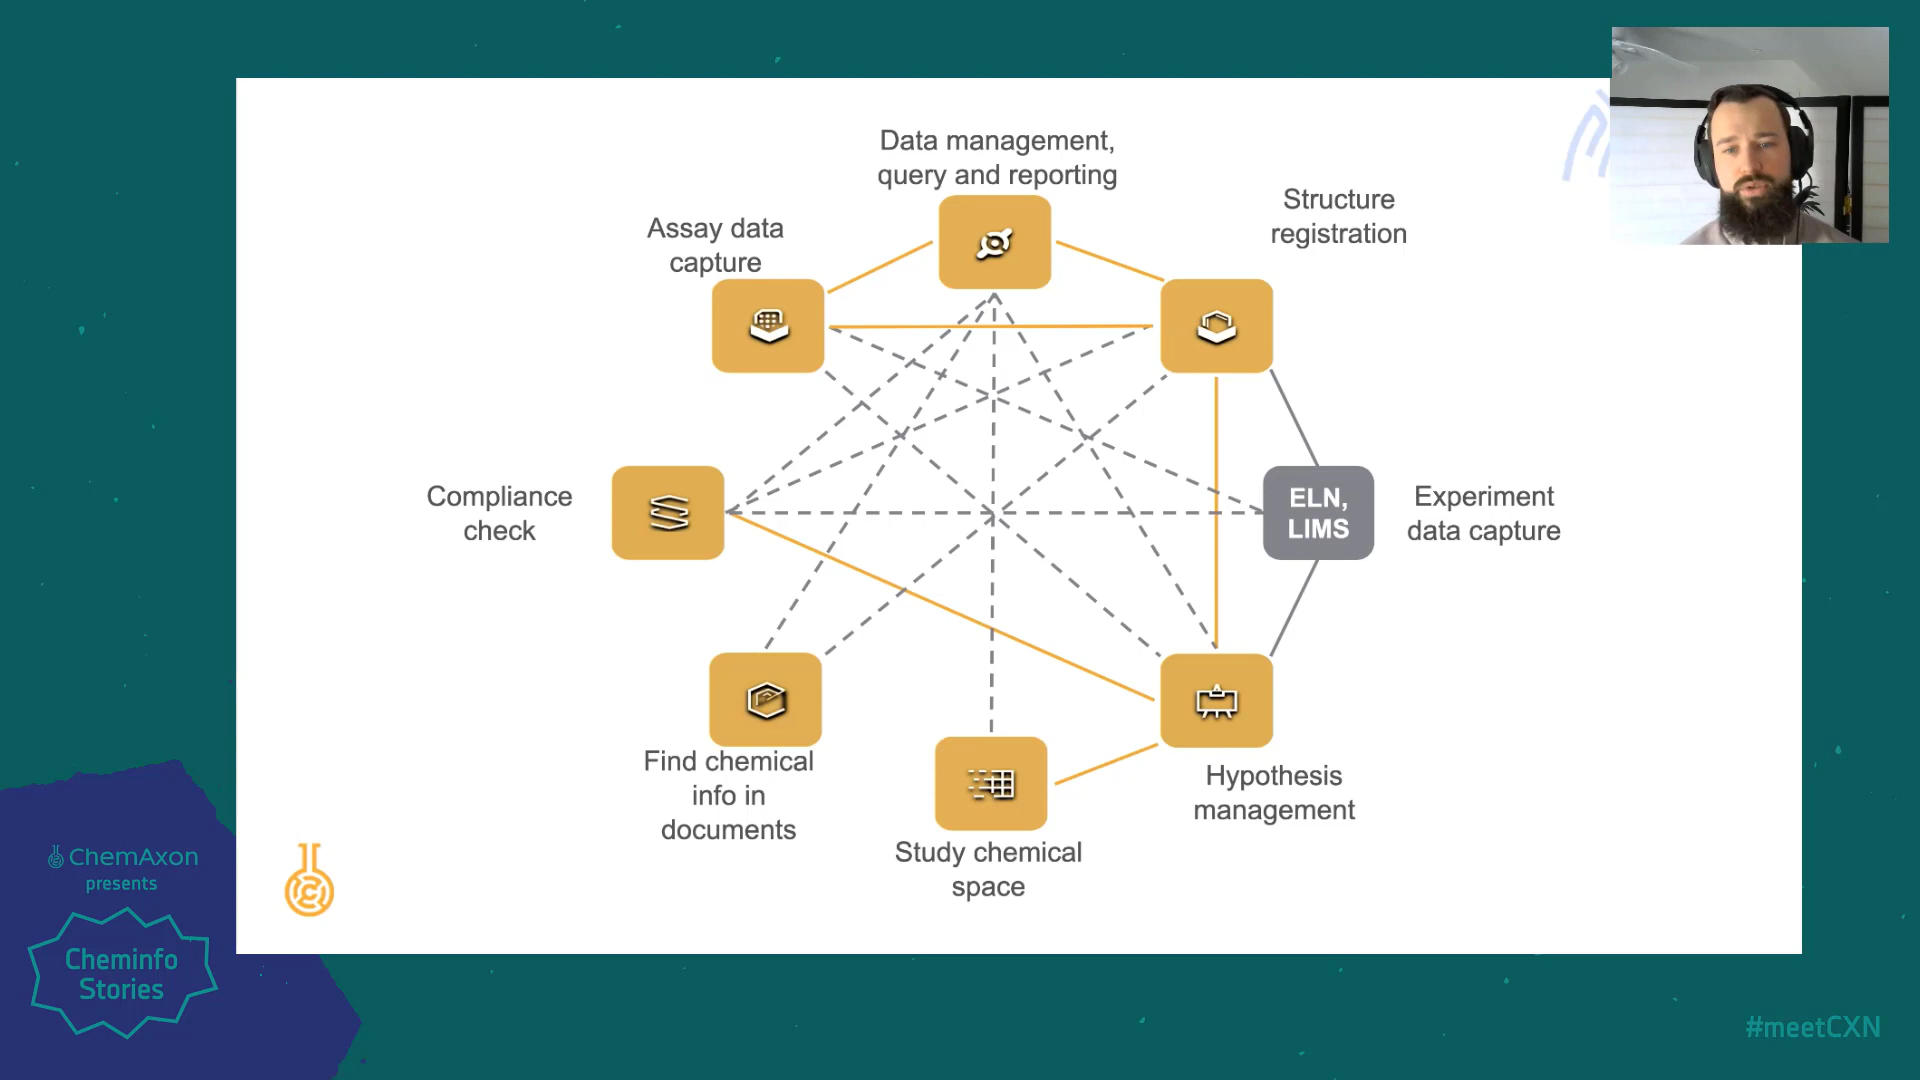 Data management,
query and reporting
Structure
registration
Assay data
capture
Compliance
check
ELN,
LIMS
Experiment
data capture
Find chemical
info in
documents
Hypothesis
management
Study chemical
space
ChemAxon
presents
Cheminfo
Stories
#meetCXN